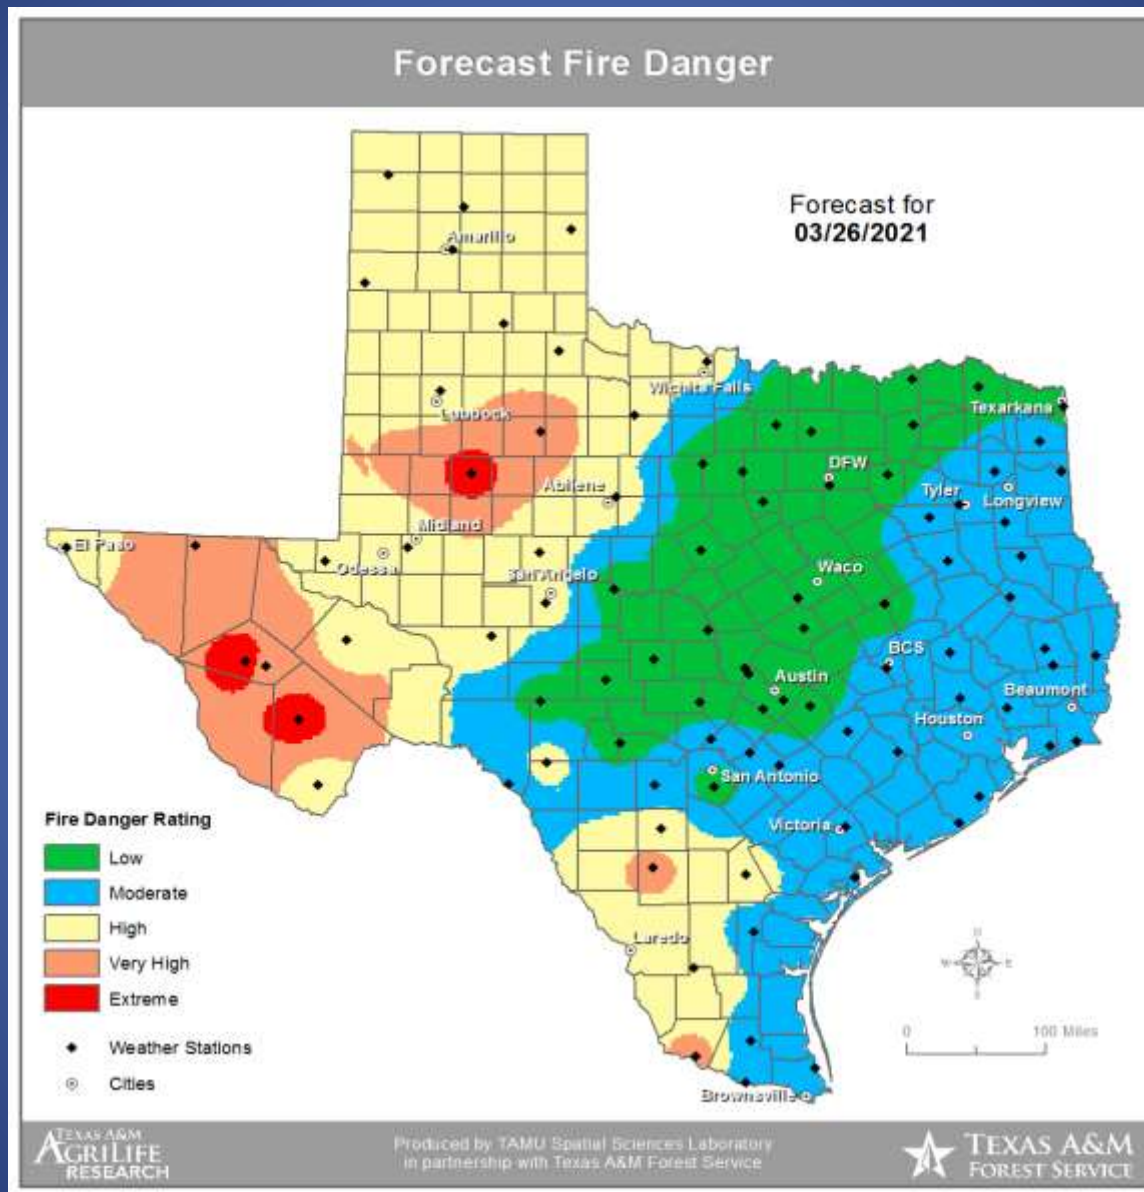 Forecast Fire Danger
Forecast for
03/26/2021
Amarillo
Wichita Falls
Lubbock
Texarkana
DFW
Abilene
Tyler
Longview
Midland
El Paso
Odessa
San Angelo
Waco
BCS
Austin
Beaumont
Houston
San Antonio
Victoria
Laredo
Brownsville
Fire Danger Rating
Low
Moderate
High
Very High
Extreme
Weather Stations
Cities
N
W E
S
0 100 Miles
TEXAS A&M
AGRILIFE
RESEARCH
Produced by TAMU Spatial Sciences Laboratory
in partnership with Texas A&M Forest Service
TEXAS A&M
FOREST SERVICE